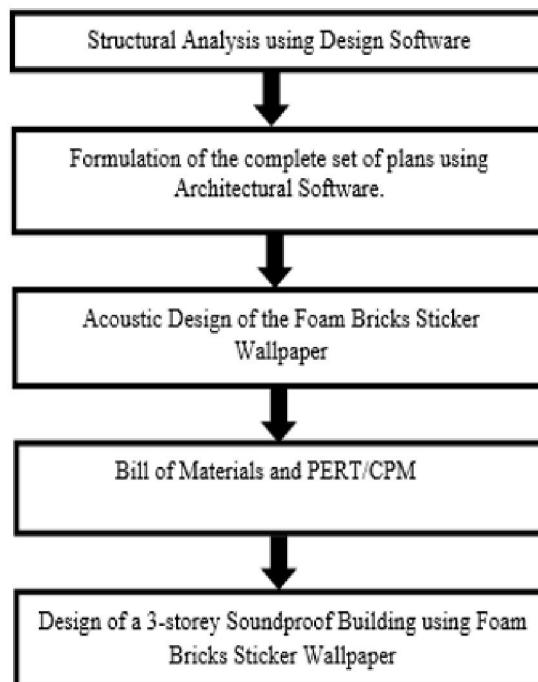 Structural Analysis using Design Software
Formulation of the complete set of plans using
Architectural Software.
Acoustic Design of the Foam Bricks Sticker
Wallpaper
Bill of Materials and PERT/CPM
Design of a 3-storey Soundproof Building using Foam
Bricks Sticker Wallpaper